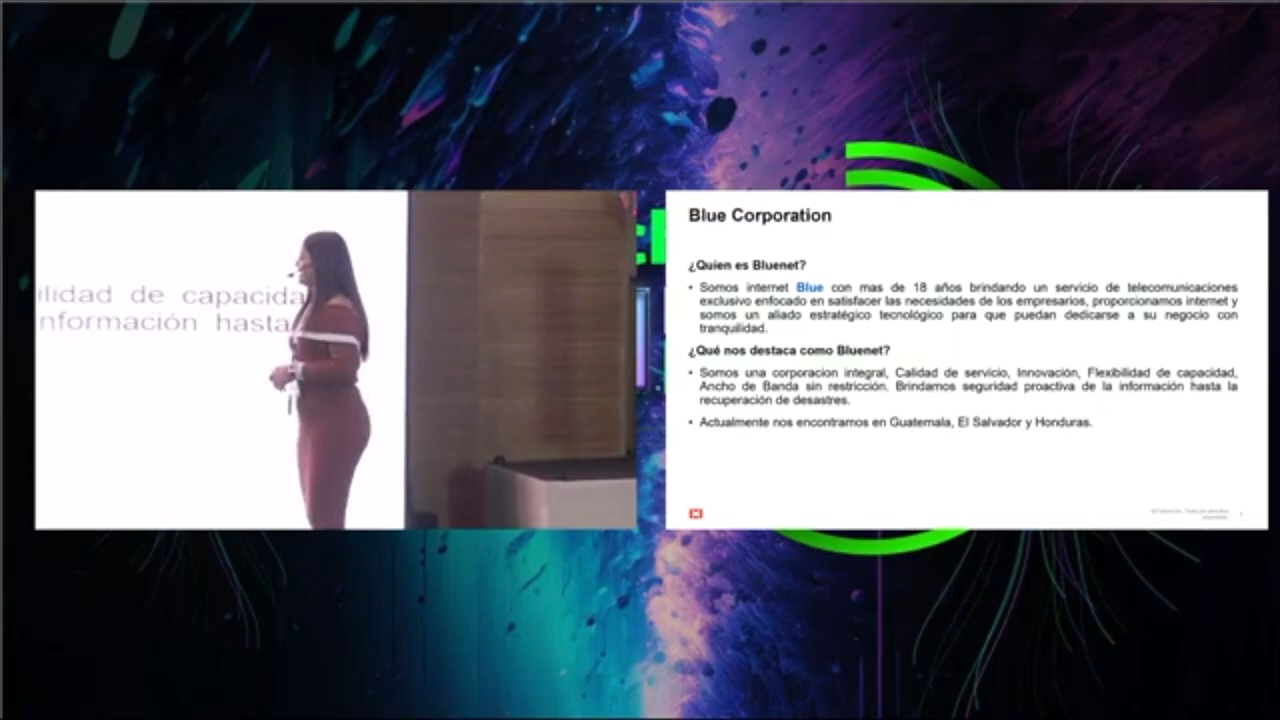 ilidad de capacida
nformación hasta
Blue Corporation
¿Quien es Bluenet?
• Somos internet Blue con mas de 18 años brindando un servicio de telecomunicaciones
exclusivo enfocado en satisfacer las necesidades de los empresarios, proporcionamos internet y
somos un aliado estratégico tecnológico para que puedan dedicarse a su negocio con
tranquilidad.
¿Qué nos destaca como Bluenet?
• Somos una corporacion integral, Calidad de servicio, Innovación, Flexibilidad de capacidad,
Ancho de Banda sin restricción. Brindamos seguridad proactiva de la información hasta la
recuperación de desastres.
• Actualmente nos encontramos en Guatemala, El Salvador y Honduras.